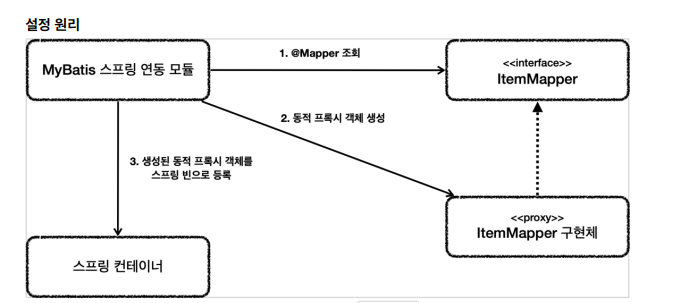 설정 원리
MyBatis 스프링 연동 모듈
1. @Mapper 조회
<<interface>>
ItemMapper
2. 동적 프록시 객체 생성
3. 생성된 동적 프록시 객체를
스프링 빈으로 등록
<<proxy>>
ItemMapper 구현체
스프링 컨테이너